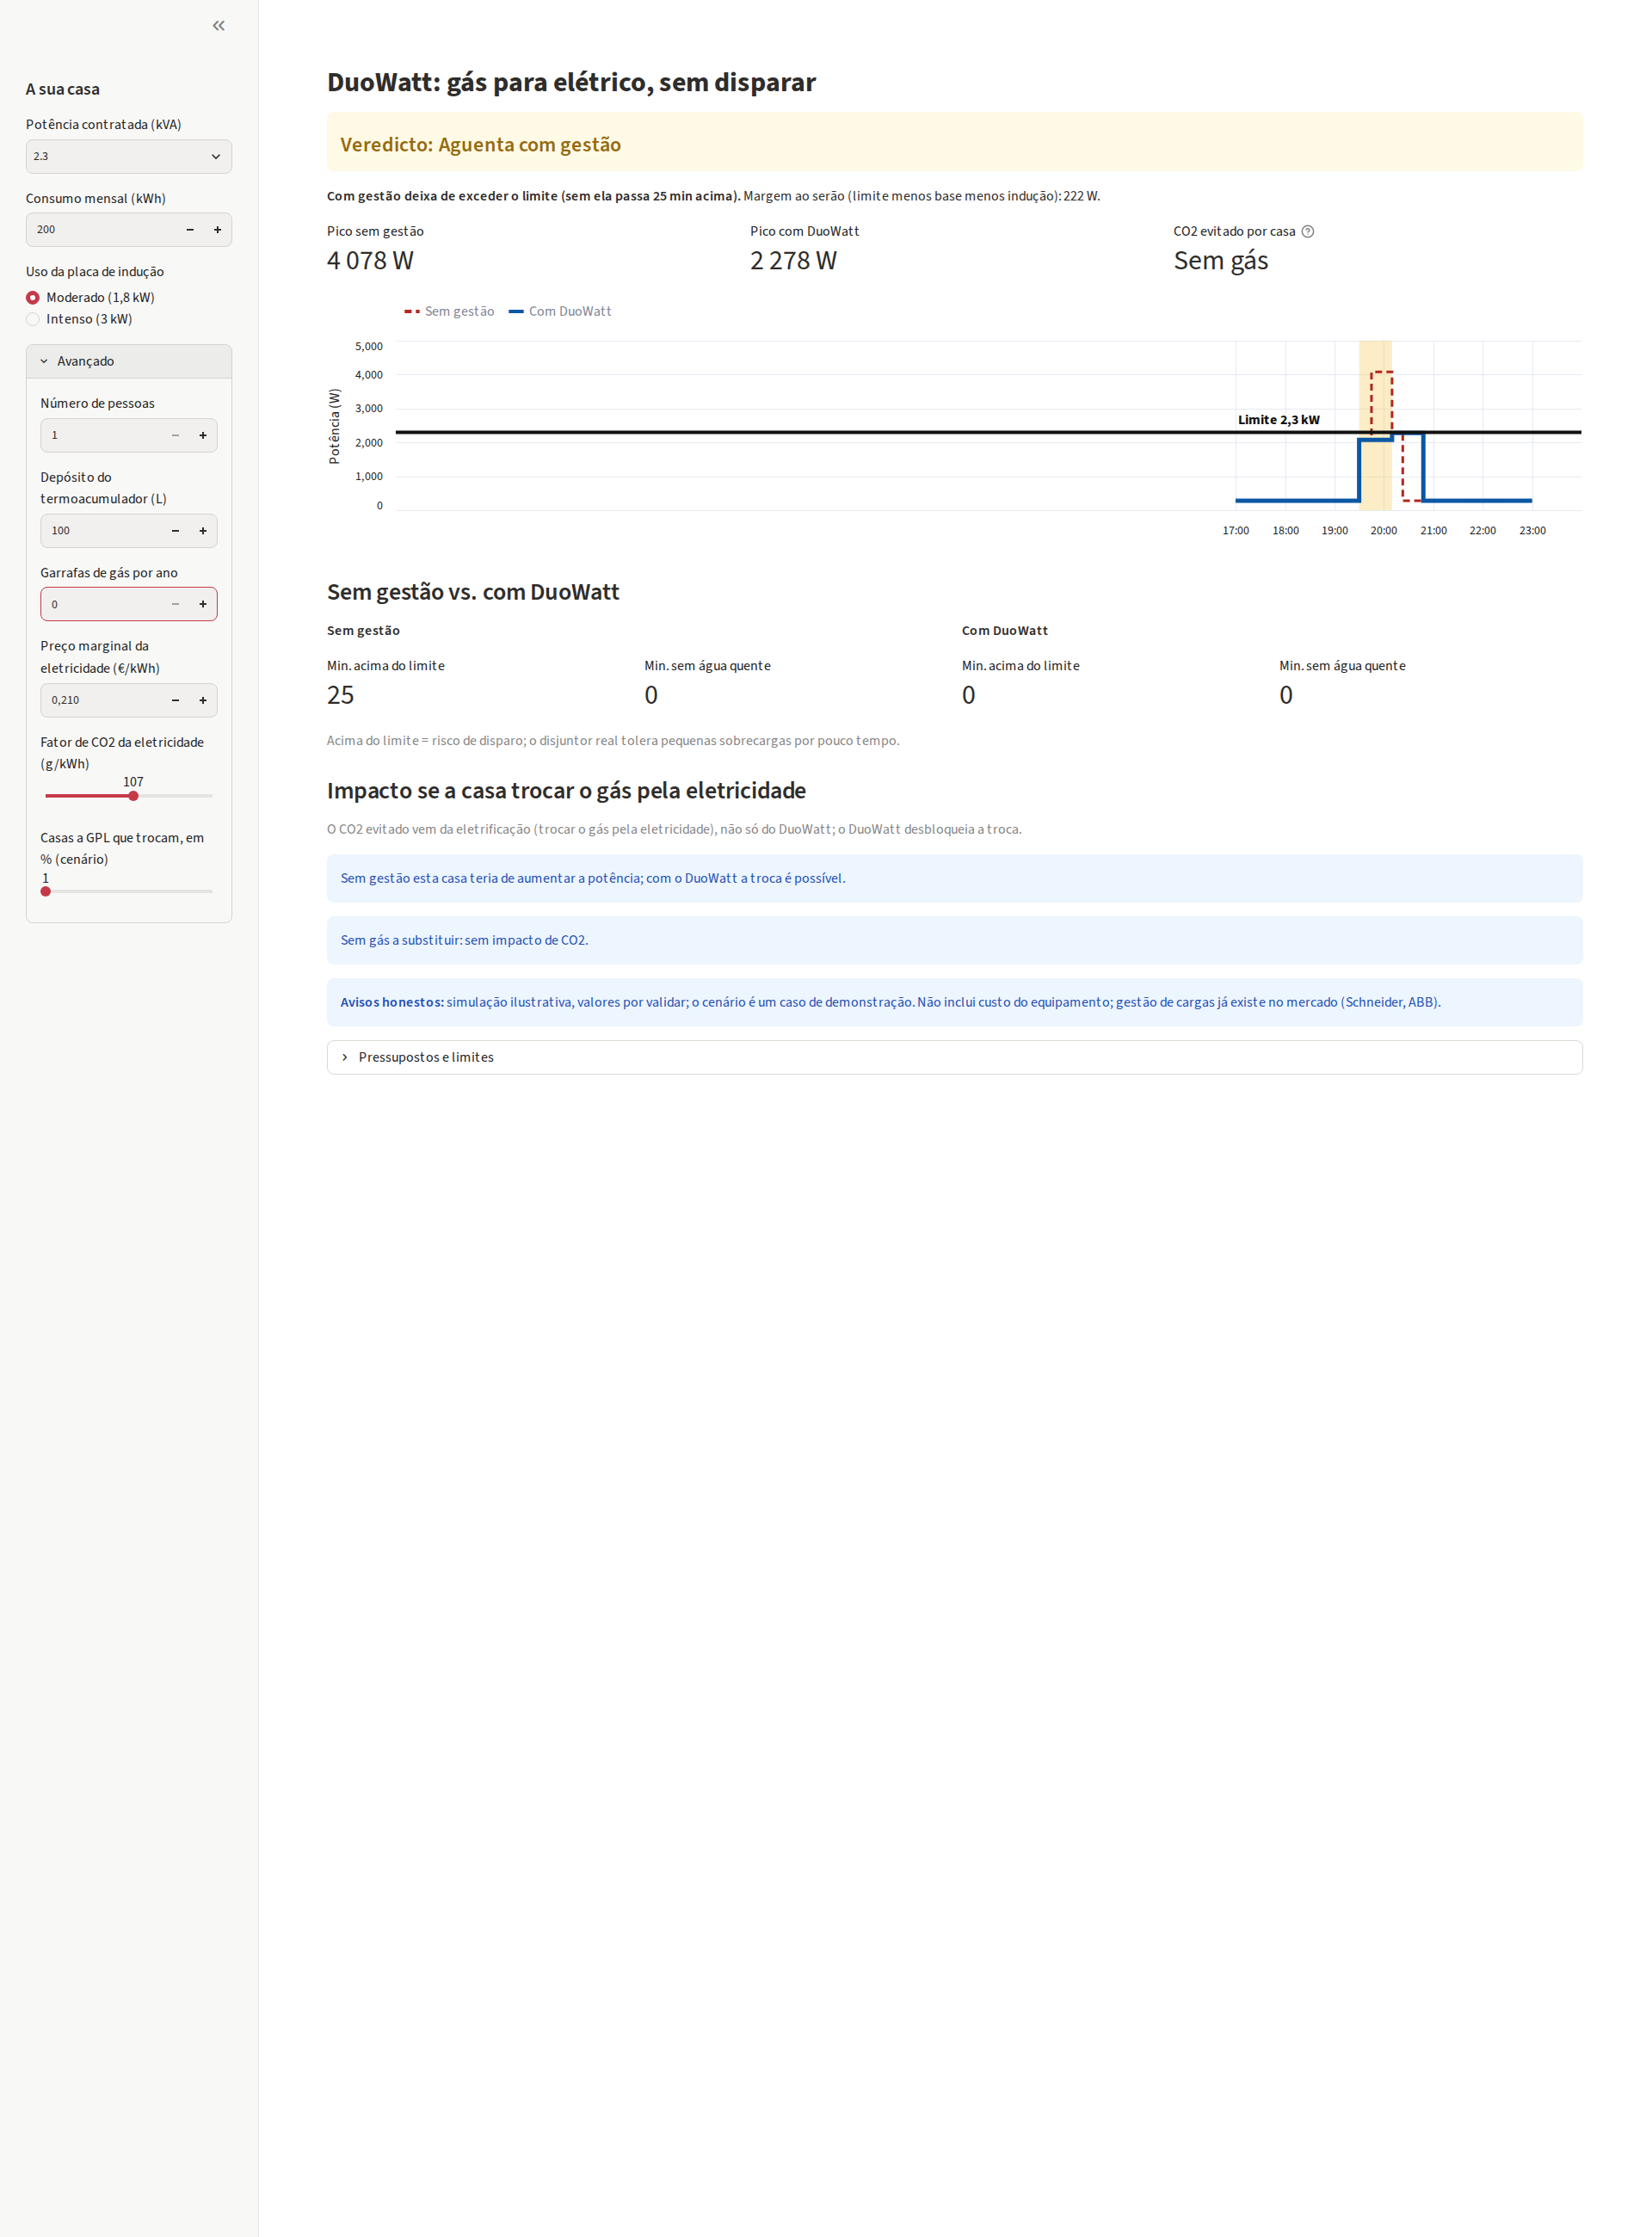 A sua casa
Potência contratada (kVA)
2.3
Consumo mensal (kWh)
200
Uso da placa de indução
Moderado (1,8 kW)
Intenso (3 kW)
Avançado
Número de pessoas
1
Depósito do
termoacumulador (L)
100
Garrafas de gás por ano
0
Preço marginal da
eletricidade (€/kWh)
0,210
Fator de CO2 da eletricidade
(g/kWh)
107
Casas a GPL que trocam, em
% (cenário)
1
DuoWatt: gás para elétrico, sem disparar
Veredicto: Aguenta com gestão
Com gestão deixa de exceder o limite (sem ela passa 25 min acima). Margem ao serão (limite menos base menos indução): 222 W.
Pico sem gestão
4 078 W
Pico com DuoWatt
2 278 W
CO2 evitado por casa
Sem gás
Sem gestão
Com DuoWatt
Potência (W)
5,000
4,000
3,000
2,000
1,000
0
Limite 2,3 kW
17:00 18:00 19:00 20:00 21:00 22:00 23:00
Sem gestão vs. com DuoWatt
Sem gestão
Min. acima do limite
25
Min. sem água quente
0
Com DuoWatt
Min. acima do limite
0
Min. sem água quente
0
Acima do limite = risco de disparo; o disjuntor real tolera pequenas sobrecargas por pouco tempo.
Impacto se a casa trocar o gás pela eletricidade
O CO2 evitado vem da eletrificação (trocar o gás pela eletricidade), não só do DuoWatt; o DuoWatt desbloqueia a troca.
Sem gestão esta casa teria de aumentar a potência; com o DuoWatt a troca é possível.
Sem gás a substituir: sem impacto de CO2.
Avisos honestos: simulação ilustrativa, valores por validar; o cenário é um caso de demonstração. Não inclui custo do equipamento; gestão de cargas já existe no mercado (Schneider, ABB).
Pressupostos e limites